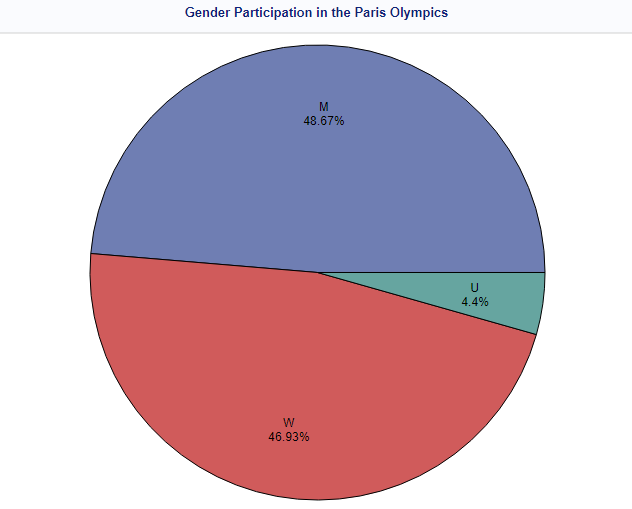 Gender Participation in the Paris Olympics
M
48.67%
U
4.4%
W
46.93%